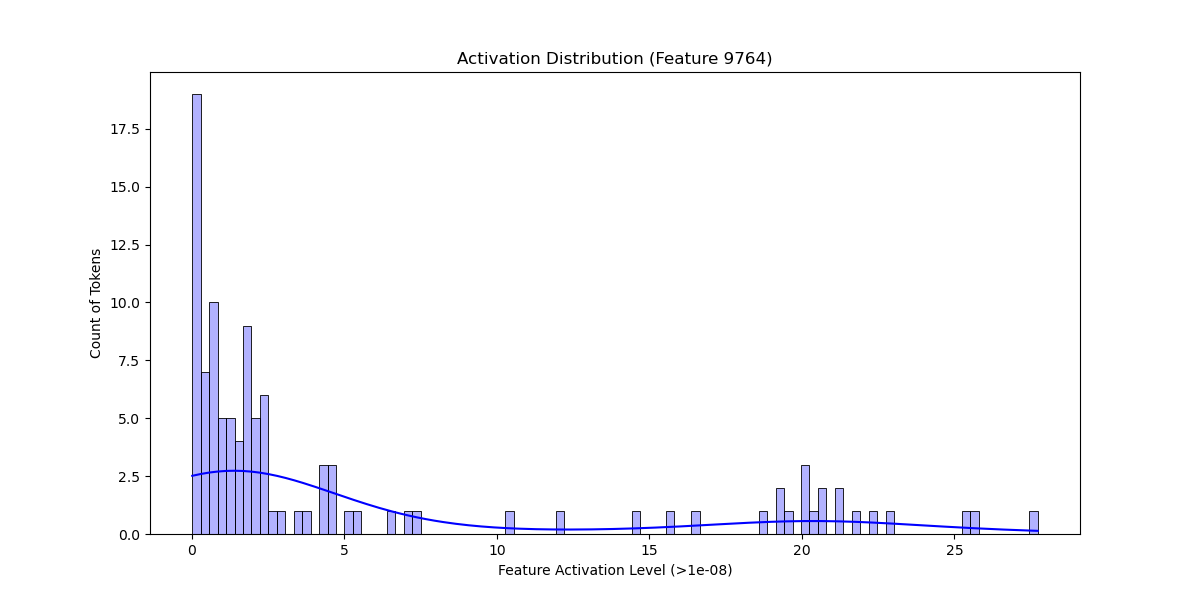 Activation Distribution (Feature 9764)
17.5
15.0
12.5
10.0
7.5
5.0
2.5
0.0
Count of Tokens
0 5 10 15 20 25
Feature Activation Level (>1e-08)